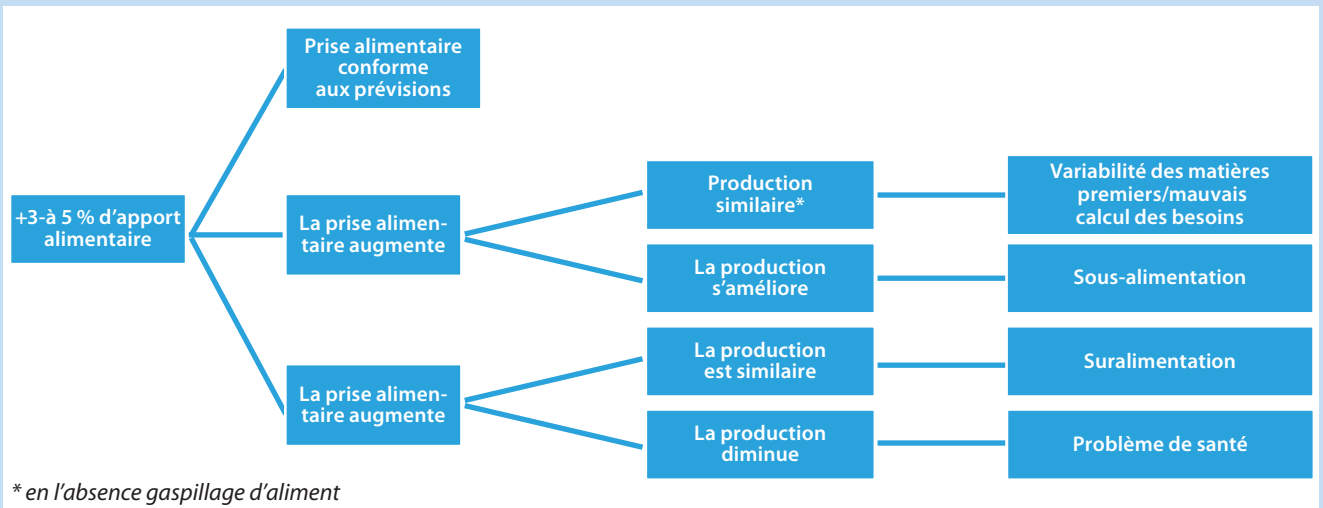 Prise alimentaire
conforme
aux prévisions
+3-à 5 % d'apport
alimentaire
La prise alimen-
taire augmente
Production
similaire*
Variabilité des matières
premiers/mauvais
calcul des besoins
La production
s'améliore
Sous-alimentation
La prise alimen-
taire augmente
La production
est similaire
Suralimentation
La production
diminue
Problème de santé
* en l'absence gaspillage d'aliment